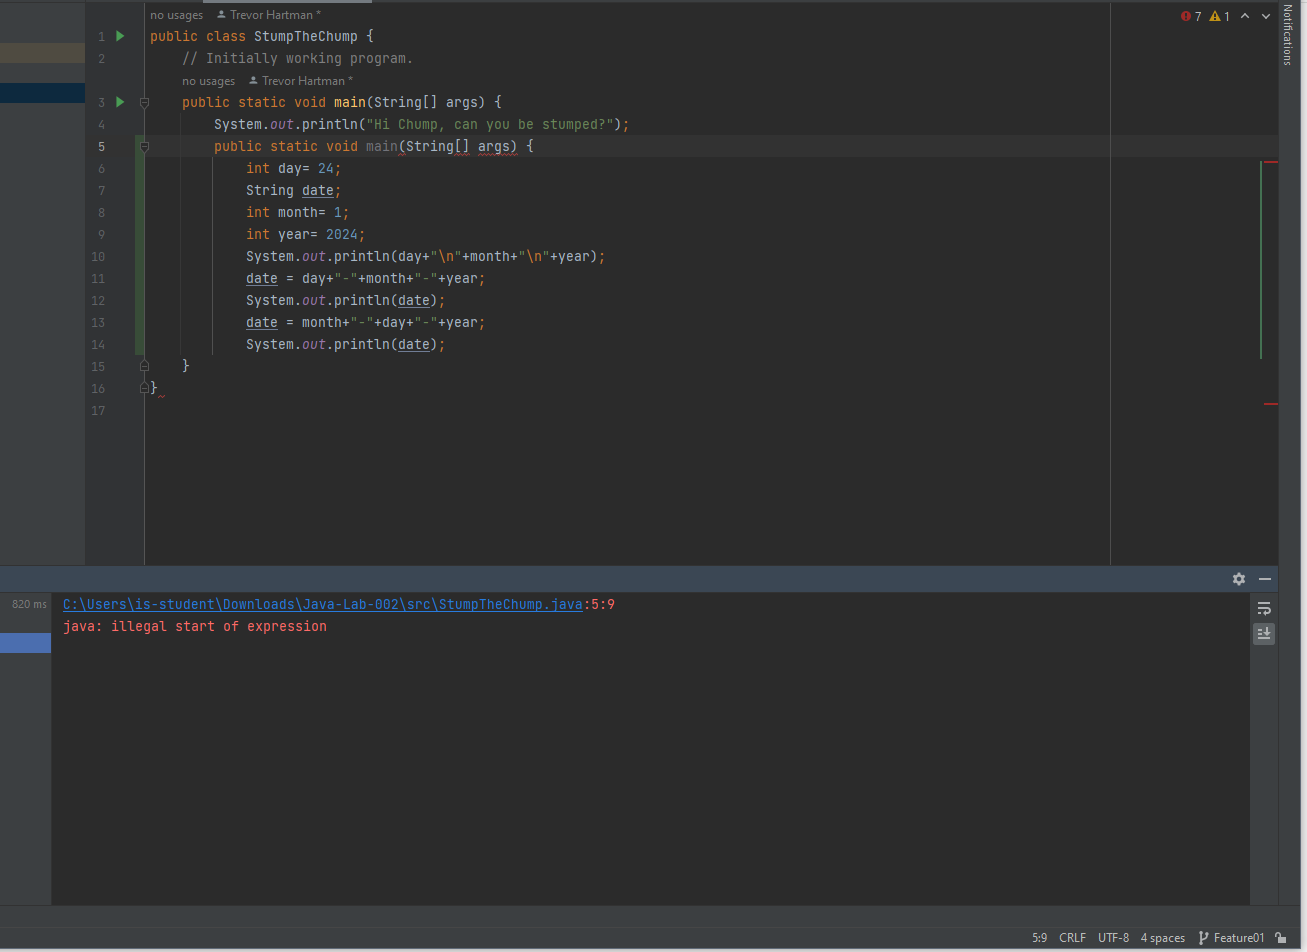 no usages Trevor Hartman *
7 1
Notifications
1 public class StumpTheChump {
2 // Initially working program.
no usages Trevor Hartman *
3 public static void main(String[] args) {
4 System.out.println("Hi Chump, can you be stumped?");
5 public static void main(String[] args) {
6 int day= 24;
7 String date;
8 int month= 1;
9 int year= 2024;
10 System.out.println(day+"\n"+month+"\n"+year);
11 date = day+"-"+month+"-"+year;
12 System.out.println(date);
13 date = month+"-"+day+"-"+year;
14 System.out.println(date);
15 }
16 }
17
820 ms
C:\Users\is-student\Downloads\Java-Lab-002\src\StumpTheChump.java:5:9
java: illegal start of expression
5:9 CRLF UTF-8 4 spaces Feature01